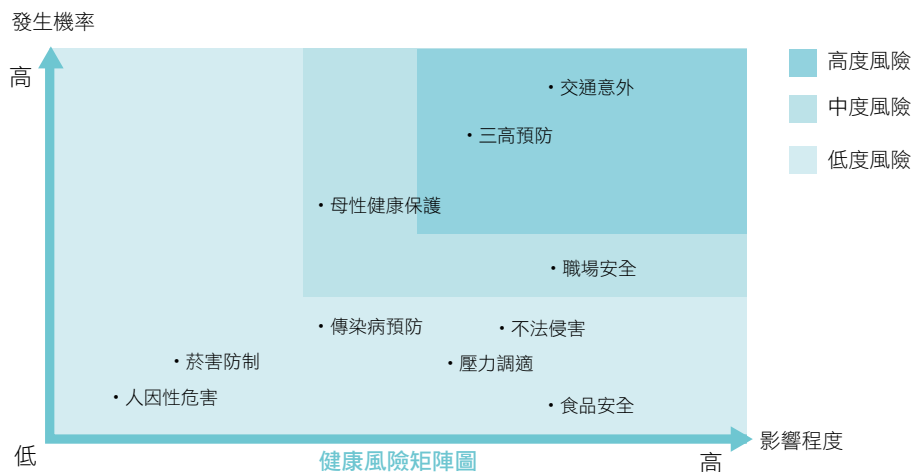 發生機率
高
高度風險
中度風險
低度風險
・交通意外
・三高預防
・母性健康保護
・職場安全
・傳染病預防
・不法侵害
・菸害防制
・壓力調適
・人因性危害
・食品安全
低
影響程度
高
健康風險矩陣圖